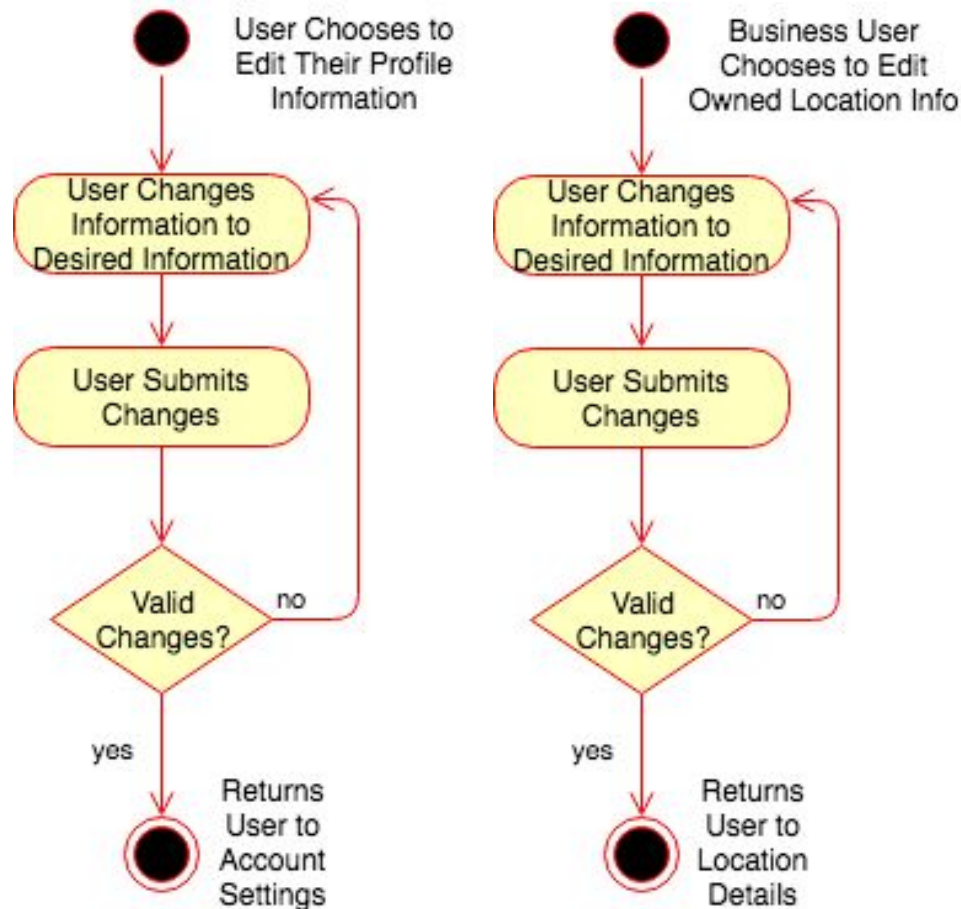 User Chooses to
Edit Their Profile
Information
User Changes
Information to
Desired Information
User Submits
Changes
Valid
Changes?
no
yes
Returns
User to
Account
Settings
Business User
Chooses to Edit
Owned Location Info
User Changes
Information to
Desired Information
User Submits
Changes
Valid
Changes?
no
yes
Returns
User to
Location
Details